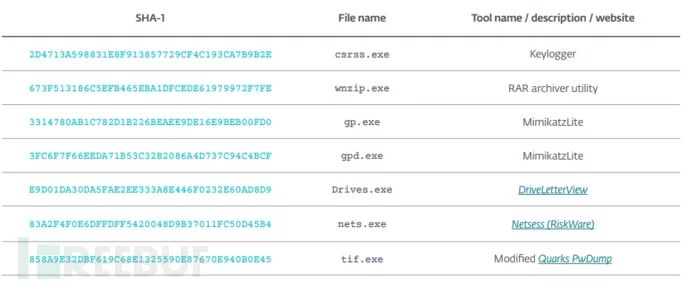 SHA-1 File name Tool name / description / website
2D4713A598831E8F913857729CF4C193CA7B9B2E csrss.exe Keylogger
673F513186C5EFB465EBA1DFCEDE61979972F7FE wnzip.exe RAR archiver utility
3314780AB1C782D1B226BEAEE9DE16E9BEB00FD0 gp.exe MimikatzLite
3FC6F7F66EEDA71B53C32B2086A4D737C94C4BCF gpd.exe MimikatzLite
E9D01DA30DA5FAE2EE333A8E446F0232E60AD8D9 Drives.exe DriveLetterView
83A2F4F0E6DFFDFF5420048D9B37011FC50D45B4 nets.exe Netsess (RiskWare)
REEBUF
858A9E32DBF619C68E1325590E87670E940B0E45 tif.exe Modified Quarks PwDump